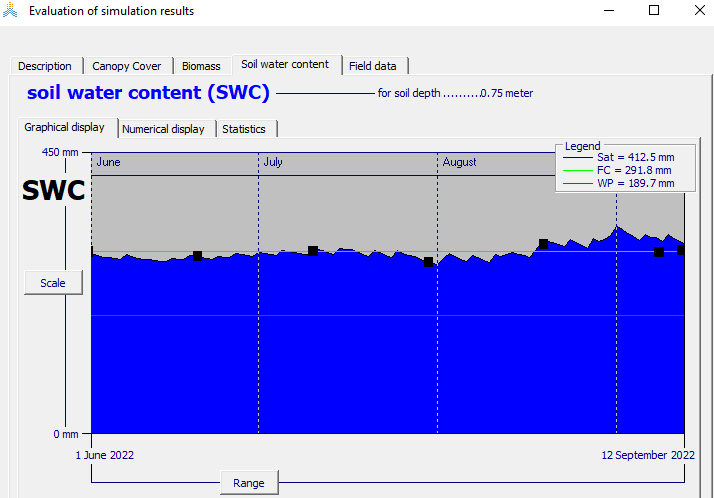 Evaluation of simulation results
Description Canopy Cover Biomass Soil water content Field data
soil water content (SWC) for soil depth ..........0.75 meter
Graphical display Numerical display Statistics
450 mm
June July August
Legend
Sat = 412.5 mm
FC = 291.8 mm
WP = 189.7 mm
SWC
Scale
0 mm
1 June 2022 12 September 2022
Range